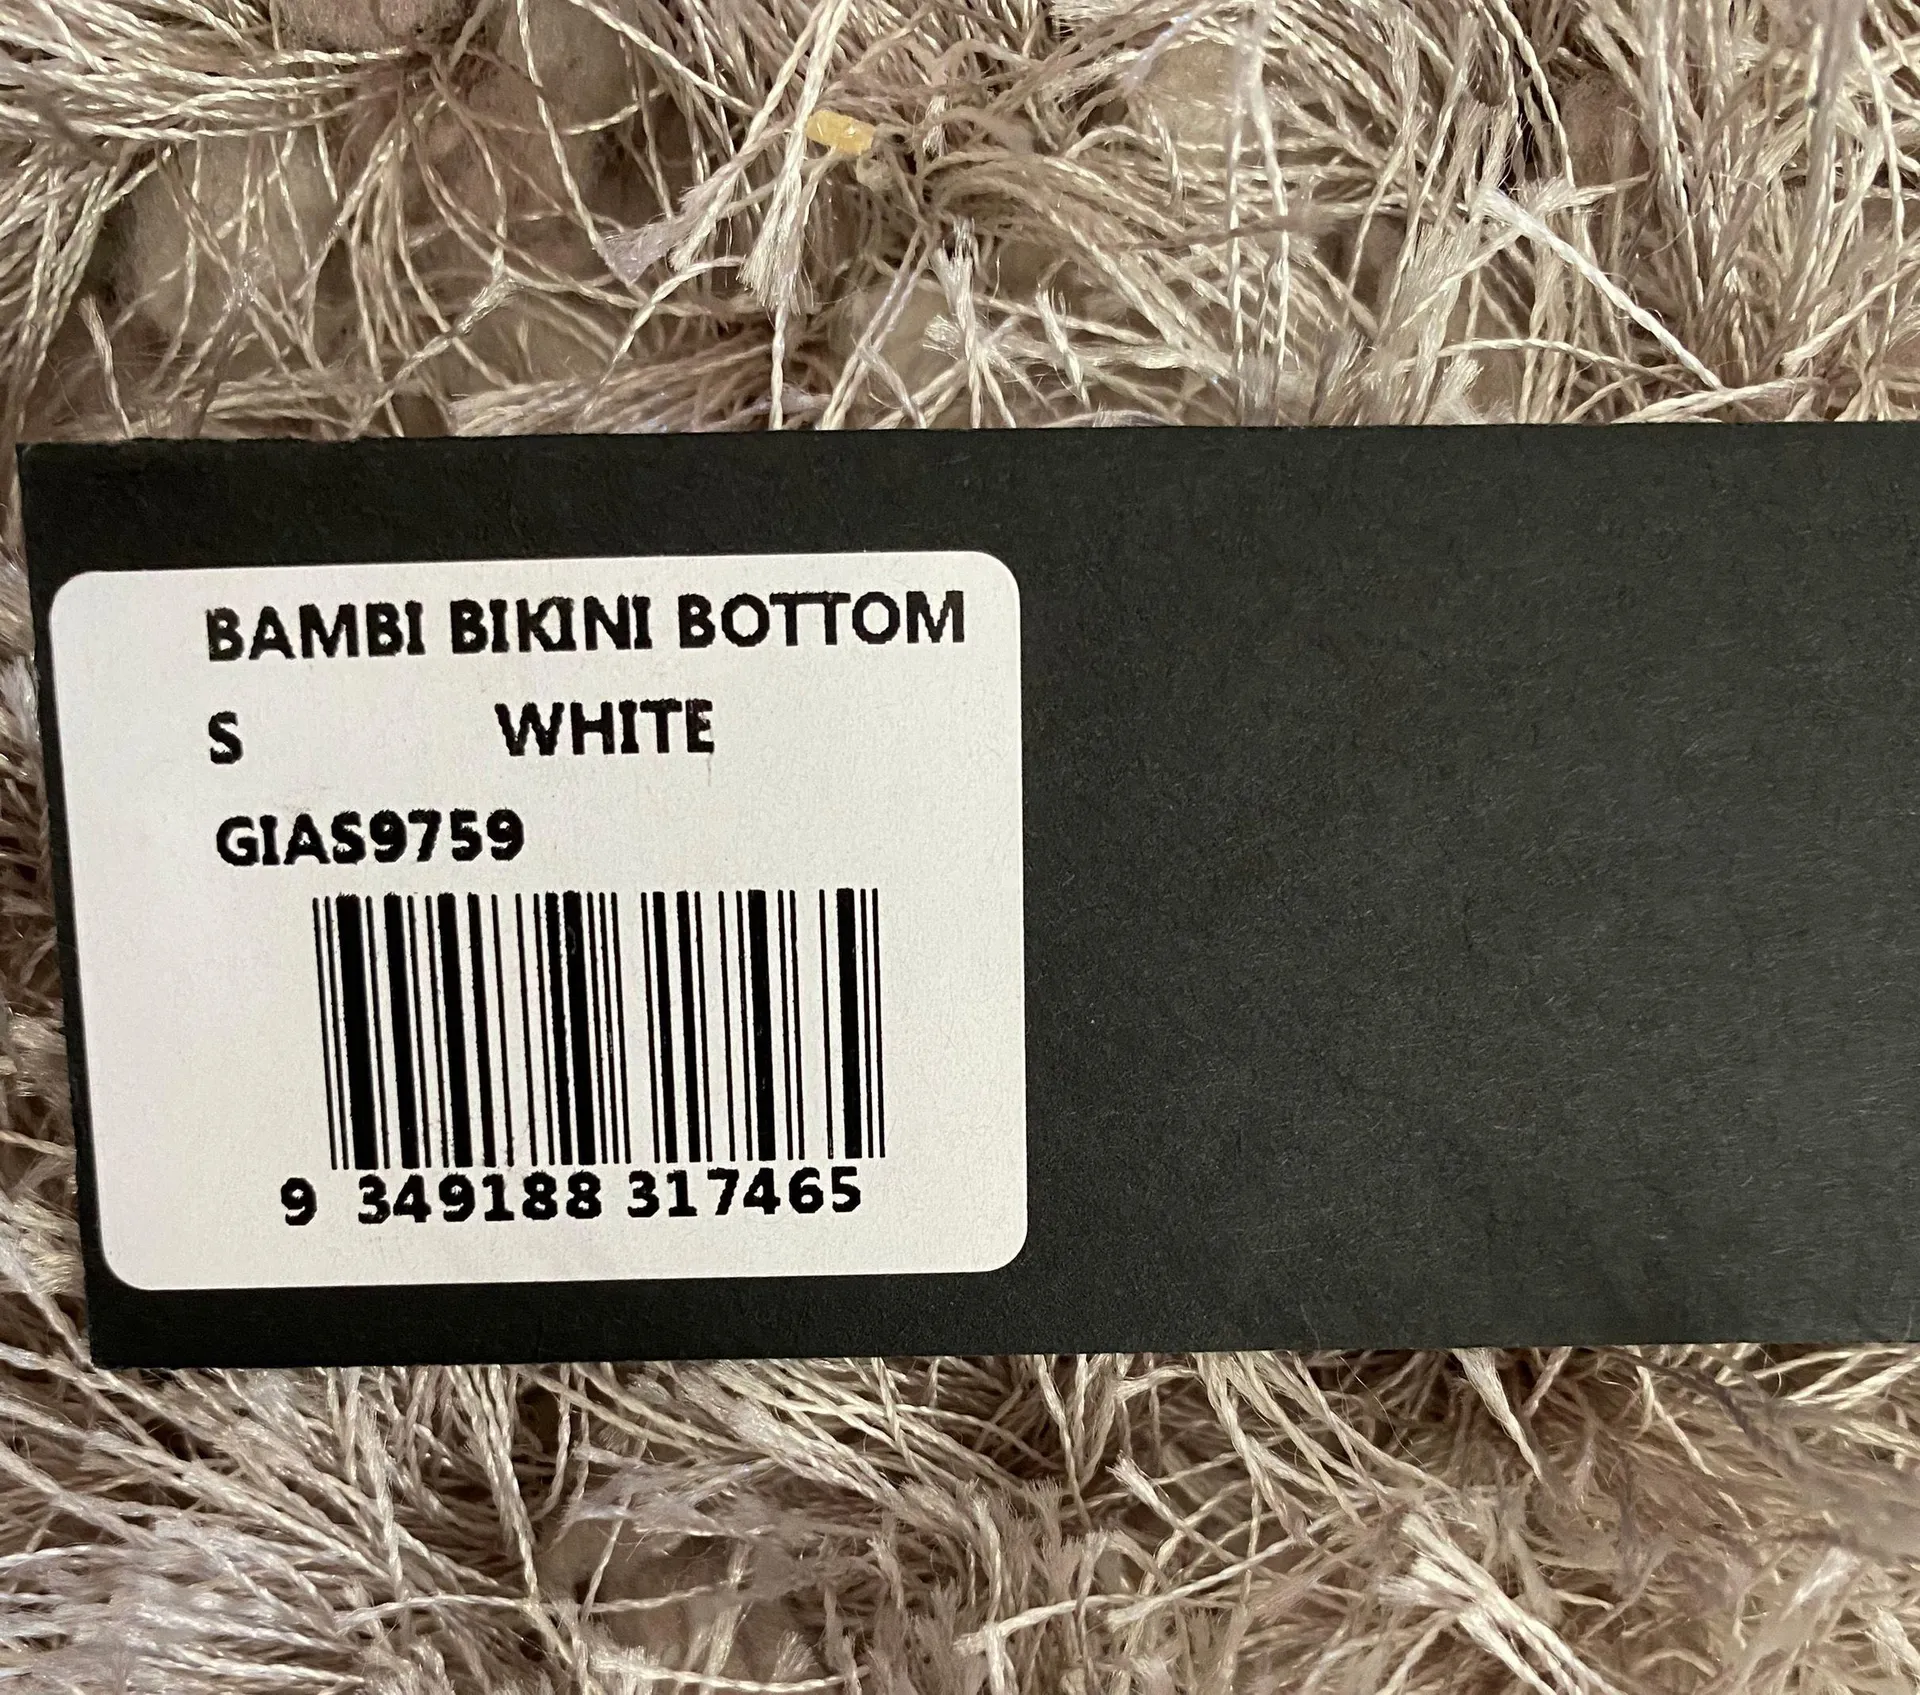 BAMBI BIKINI BOTTOM
S WHITE
GIAS9759
9 349188 317465